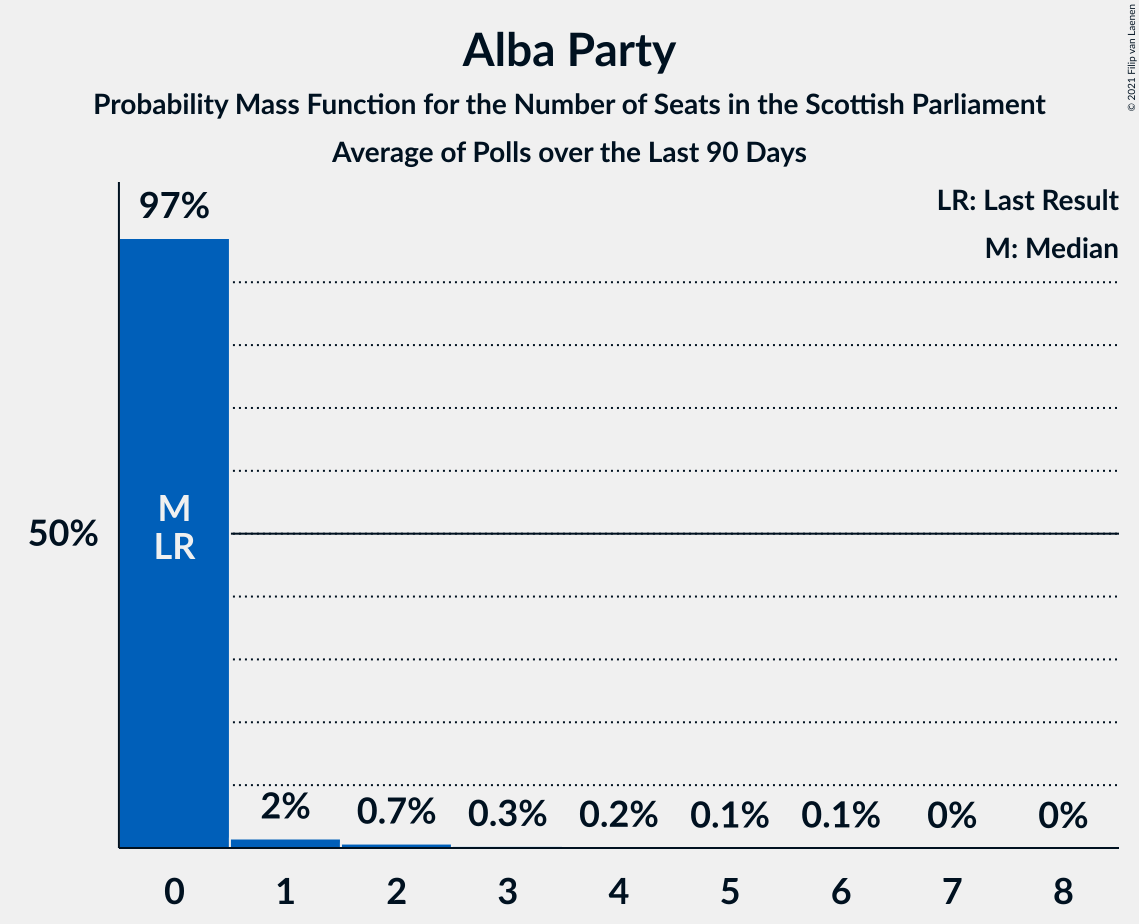 Alba Party
Probability Mass Function for the Number of Seats in the Scottish Parliament
Average of Polls over the Last 90 Days
© 2021 Filip van Laenen
LR: Last Result
M: Median
97%
50%
M
LR
2%
0.7%
0.3%
0.2%
0.1%
0.1%
0%
0%
0 1 2 3 4 5 6 7 8